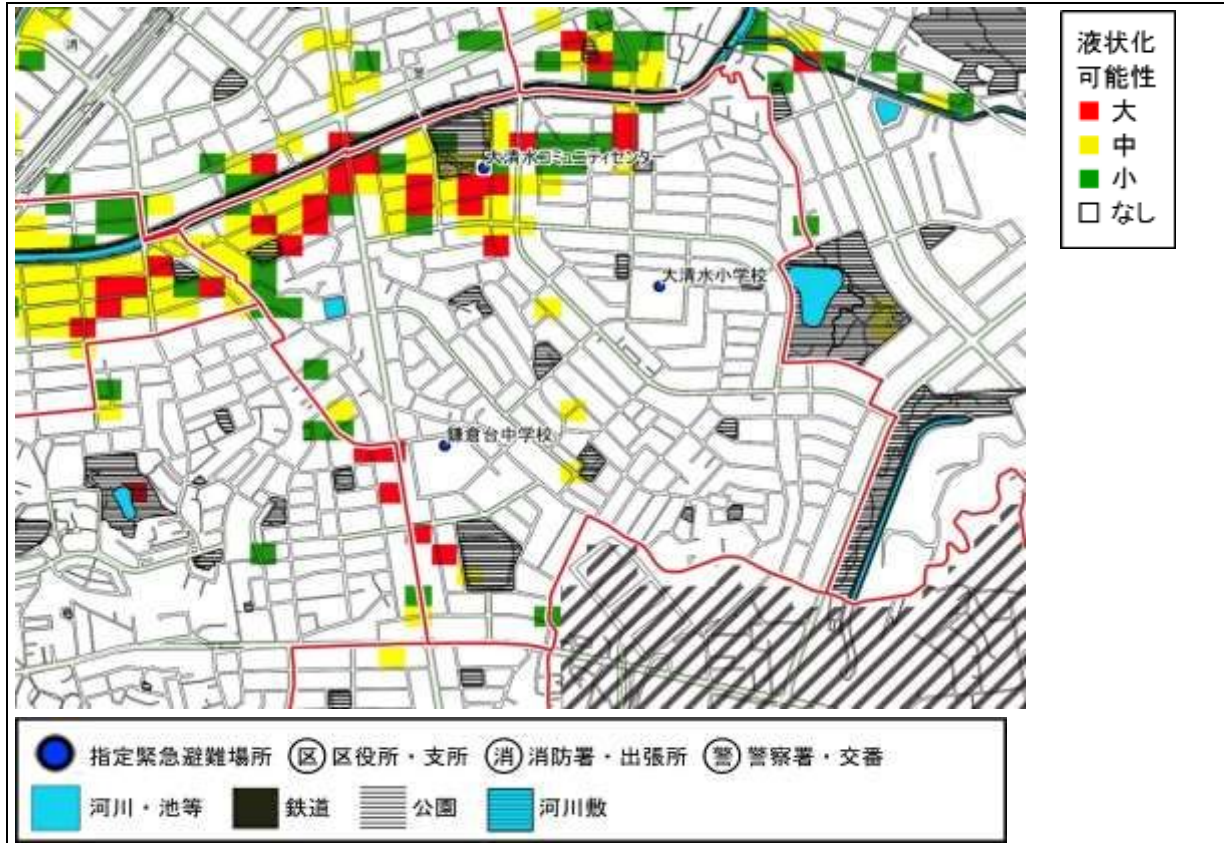 消
液状化
可能性
大
中
小
なし
大清水コミュニティセンター
大清水小学校
鎌倉台中学校
指定緊急避難場所 区 区役所・支所 消 消防署・出張所 警 警察署・交番
河川・池等 鉄道 公園 河川敷